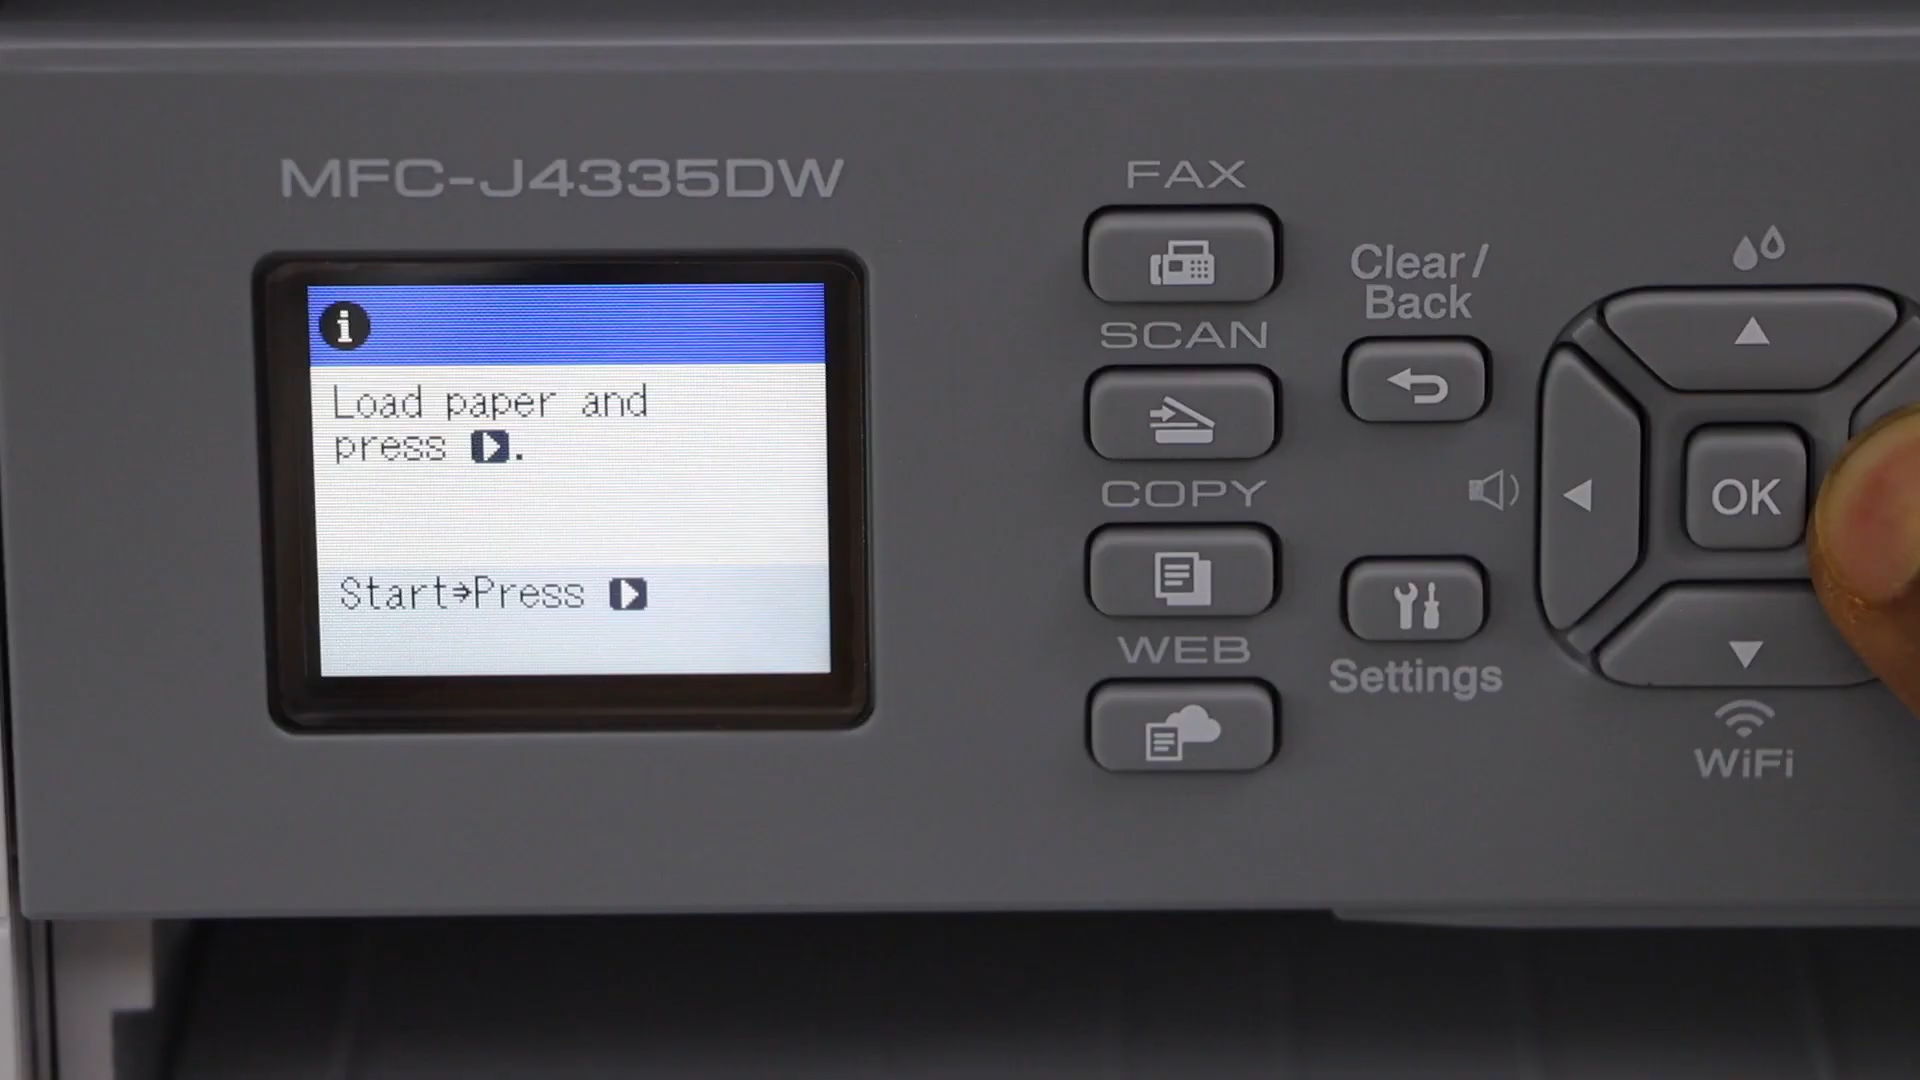 MFC-J4335DW
i
Load paper and
press ▶.
Start→Press ▶
FAX
SCAN
COPY
WEB
Clear/
Back
Settings
OK
WiFi